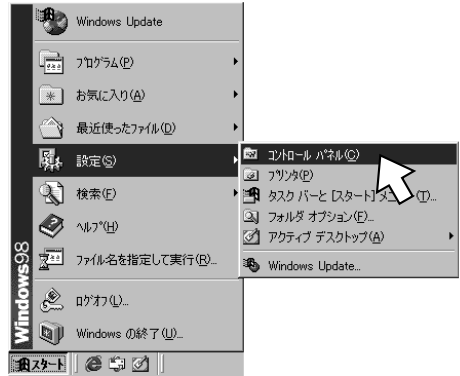 Windows Update
プログラム(P)
お気に入り(A)
最近使ったファイル(D)
設定(S)
検索(F)
ヘルプ(H)
ファイル名を指定して実行(R)...
ログオフ(L)...
Windows の終了(U)...
Windows98
スタート
コントロール パネル(C)
プリンタ(P)
タスク バーと [スタート] メニュー(T)...
フォルダ オプション(F)...
アクティブ デスクトップ(A)
Windows Update...